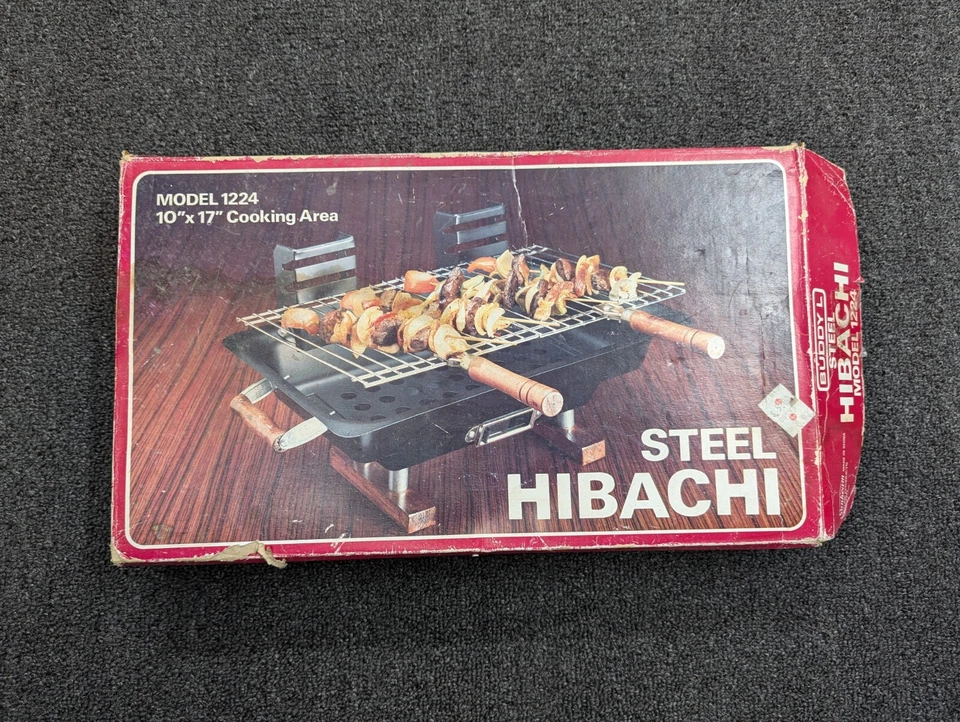 MODEL 1224
10"x 17" Cooking Area
STEEL
HIBACHI
BUDDY L
STEEL
HIBACHI
MODEL 1224